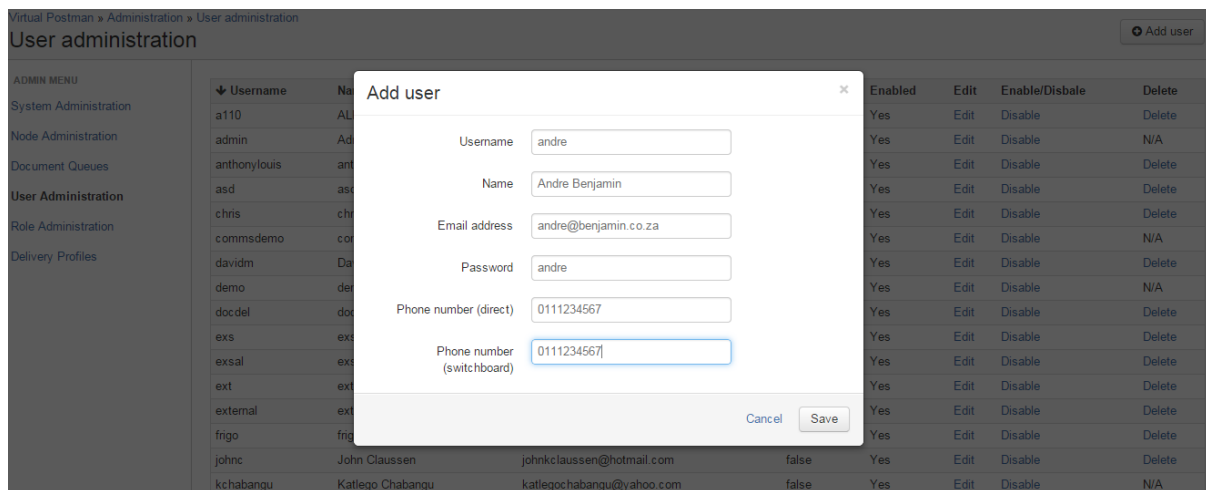 Virtual Postman » Administration » User administration
User administration
Add user
ADMIN MENU
System Administration
Node Administration
Document Queues
User Administration
Role Administration
Delivery Profiles
Username Enabled Edit Enable/Disbale Delete
a110 Yes Edit Disable Delete
admin Yes Edit Disable N/A
anthonylouis Yes Edit Disable Delete
asd Yes Edit Disable Delete
chris Yes Edit Disable Delete
commsdemo Yes Edit Disable N/A
davidm Yes Edit Disable Delete
demo Yes Edit Disable N/A
docdel Yes Edit Disable Delete
exs Yes Edit Disable Delete
exsal Yes Edit Disable Delete
ext Yes Edit Disable Delete
external Yes Edit Disable Delete
frigo Yes Edit Disable Delete
johnc John Claussen johnkclaussen@hotmail.com false Yes Edit Disable Delete
kchabangu Katlego Chabangu katlegochabangu@yahoo.com false Yes Edit Disable N/A
Add user ×
Username andre
Name Andre Benjamin
Email address andre@benjamin.co.za
Password andre
Phone number (direct) 0111234567
Phone number 0111234567
(switchboard)
Cancel Save